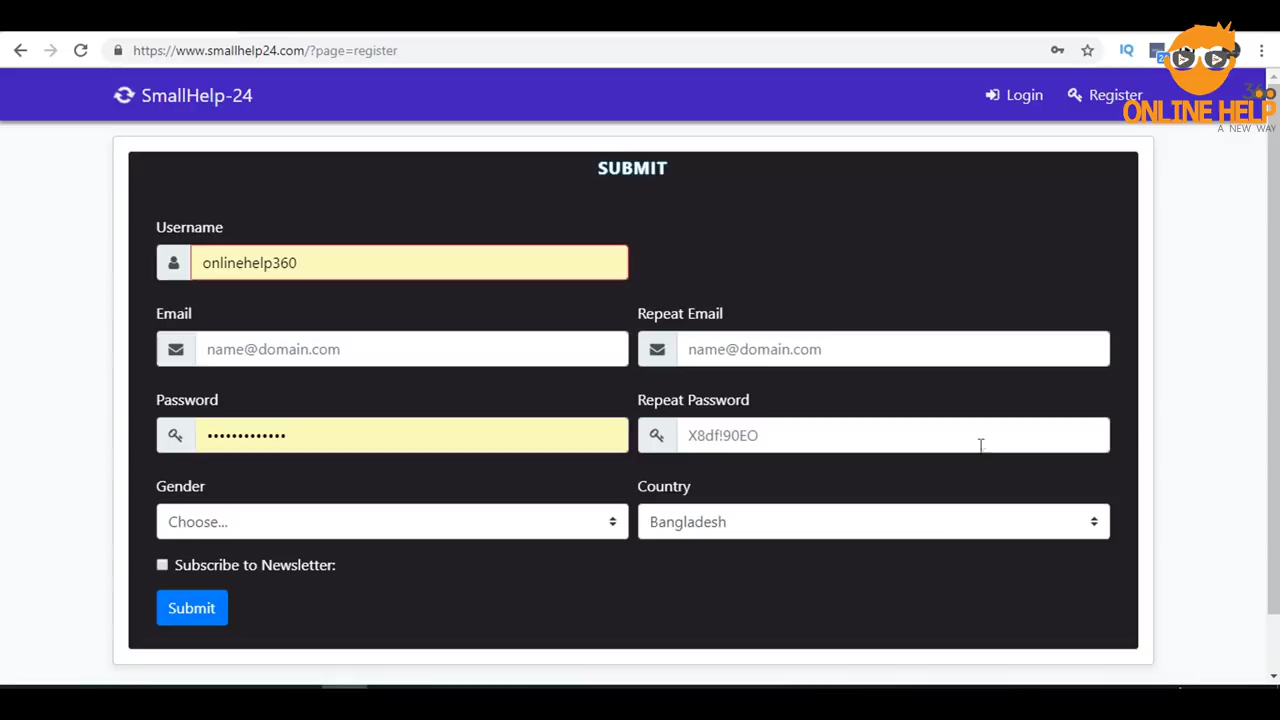 https://www.smallhelp24.com/?page=register
IQ
SmallHelp-24
Login
Register
360
ONLINE HELP
A NEW WAY
SUBMIT
Username
onlinehelp360
Email
Repeat Email
name@domain.com
name@domain.com
Password
Repeat Password
•••••••••••••
X8df!90EO
Gender
Country
Choose...
Bangladesh
Subscribe to Newsletter:
Submit